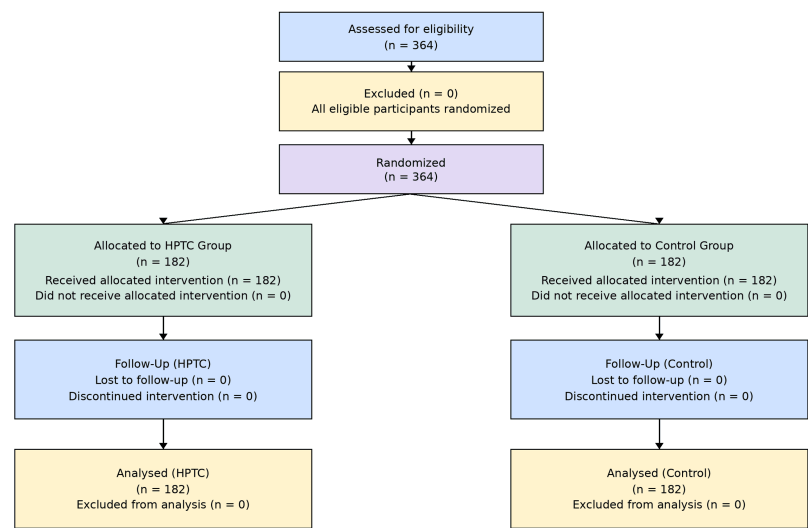 Assessed for eligibility
(n = 364)
Excluded (n = 0)
All eligible participants randomized
Randomized
(n = 364)
Allocated to HPTC Group
(n = 182)
Received allocated intervention (n = 182)
Did not receive allocated intervention (n = 0)
Allocated to Control Group
(n = 182)
Received allocated intervention (n = 182)
Did not receive allocated intervention (n = 0)
Follow-Up (HPTC)
Lost to follow-up (n = 0)
Discontinued intervention (n = 0)
Follow-Up (Control)
Lost to follow-up (n = 0)
Discontinued intervention (n = 0)
Analysed (HPTC)
(n = 182)
Excluded from analysis (n = 0)
Analysed (Control)
(n = 182)
Excluded from analysis (n = 0)